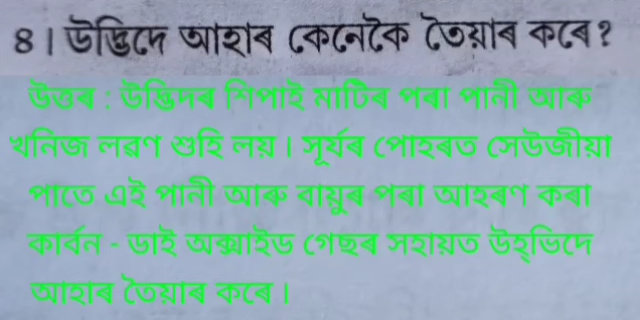 ৪। উদ্ভিদে আহাৰ কেনেকৈ তৈয়াৰ কৰে?
উত্তৰ : উদ্ভিদৰ শিপাই মাটিৰ পৰা পানী আৰু
খনিজ লৱণ শুহি লয়। সূৰ্যৰ পোহৰত সেউজীয়া
পাতে এই পানী আৰু বায়ুৰ পৰা আহৰণ কৰা
কাৰ্বন - ডাই অক্সাইড গেছৰ সহায়ত উহ্ভিদে
আহাৰ তৈয়াৰ কৰে।